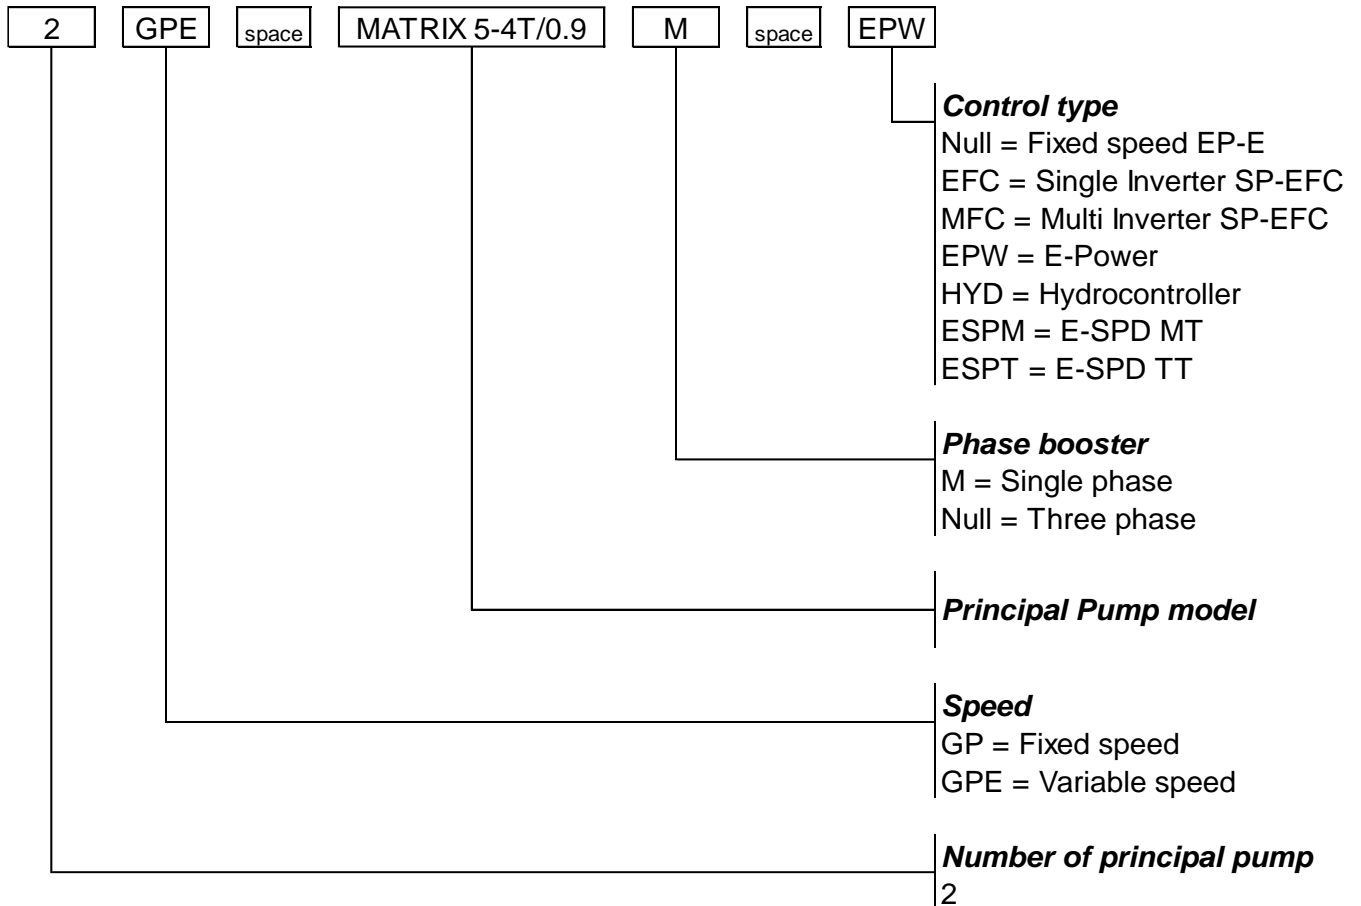 2 GPE space MATRIX 5-4T/0.9 M space EPW
Control type
Null = Fixed speed EP-E
EFC = Single Inverter SP-EFC
MFC = Multi Inverter SP-EFC
EPW = E-Power
HYD = Hydrocontroller
ESPM = E-SPD MT
ESPT = E-SPD TT
Phase booster
M = Single phase
Null = Three phase
Principal Pump model
Speed
GP = Fixed speed
GPE = Variable speed
Number of principal pump
2